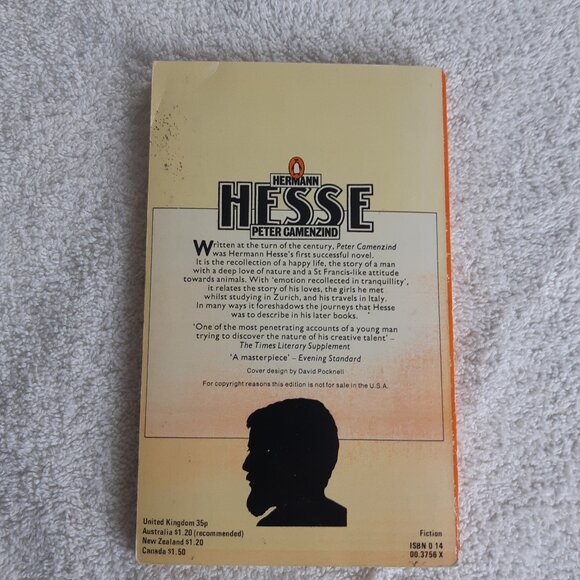 HERMANN
HESSE
PETER CAMENZIND
Written at the turn of the century, Peter Camenzind
was Hermann Hesse's first successful novel.
It is the recollection of a happy life, the story of a man
with a deep love of nature and a St Francis-like attitude
towards animals. With 'emotion recollected in tranquillity',
it relates the story of his loves, the girls he met
whilst studying in Zurich, and his travels in Italy.
In many ways it foreshadows the journeys that Hesse
was to describe in his later books.
'One of the most penetrating accounts of a young man
trying to discover the nature of his creative talent' –
The Times Literary Supplement
'A masterpiece' – Evening Standard
Cover design by David Pocknell
For copyright reasons this edition is not for sale in the U.S.A.
United Kingdom 35p
Australia $1.20 (recommended)
New Zealand $1.20
Canada $1.50
Fiction
ISBN 0 14
00.3756 X